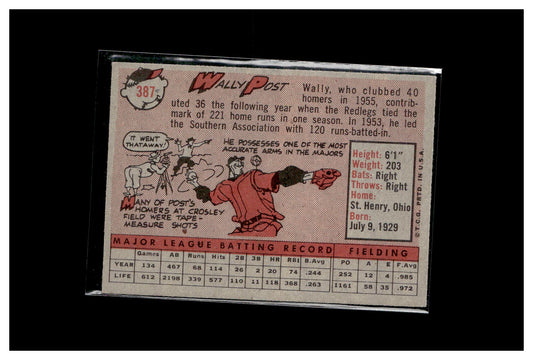 387
WALLY POST
Wally, who clubbed 40
homers in 1955, contrib-
uted 36 the following year when the Redlegs tied the
mark of 221 home runs in one season. In 1953, he led
the Southern Association with 120 runs-batted-in.
IT WENT
THATAWAY!
HE POSSESSES ONE OF THE MOST
ACCURATE ARMS IN THE MAJORS
MANY OF POST'S
HOMERS AT CROSLEY
FIELD WERE TAPE-
MEASURE SHOTS
Height: 6'1"
Weight: 203
Bats: Right
Throws: Right
Home:
St. Henry, Ohio
Born:
July 9, 1929
© T.C.G. PRTD. IN U.S.A.
MAJOR LEAGUE BATTING RECORD FIELDING
Games AB Runs Hits 2B 3B HR RBI B.Avg PO A E F.Avg
YEAR 134 467 68 114 26 2 20 74 .244 252 12 4 .985
LIFE 612 2198 339 577 110 11 118 368 .263 1161 58 35 .972